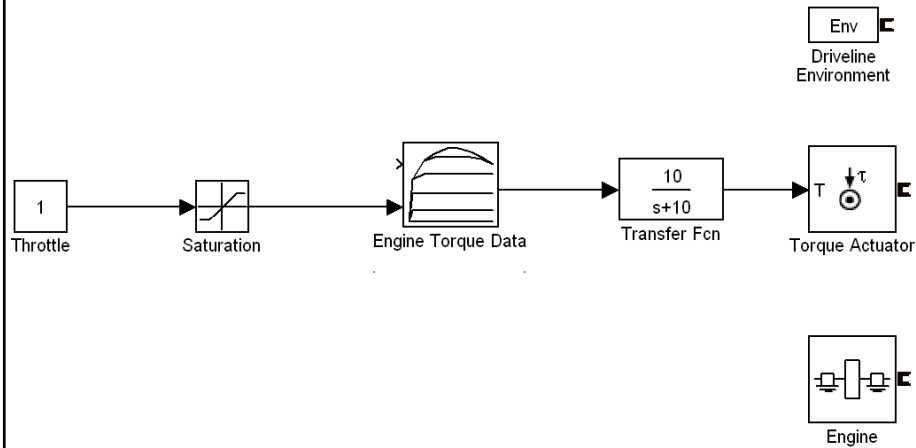 Env
Driveline
Environment
1
Throttle
Saturation
Engine Torque Data
10
s+10
Transfer Fcn
T
τ
Torque Actuator
Engine